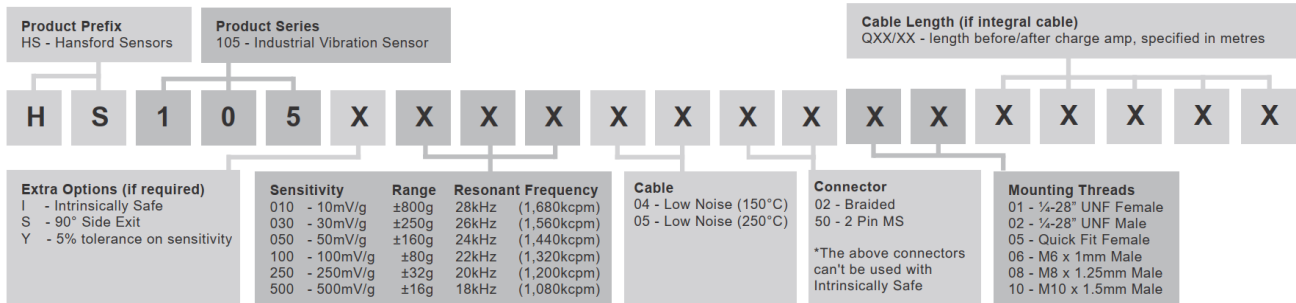 Product Prefix
HS - Hansford Sensors
Product Series
105 - Industrial Vibration Sensor
Cable Length (if integral cable)
QXX/XX - length before/after charge amp, specified in metres
H S 1 0 5 X X X X X X X X X X X X X X X
Extra Options (if required)
I - Intrinsically Safe
S - 90° Side Exit
Y - 5% tolerance on sensitivity
Sensitivity Range Resonant Frequency
010 - 10mV/g ±800g 28kHz (1,680kcpm)
030 - 30mV/g ±250g 26kHz (1,560kcpm)
050 - 50mV/g ±160g 24kHz (1,440kcpm)
100 - 100mV/g ±80g 22kHz (1,320kcpm)
250 - 250mV/g ±32g 20kHz (1,200kcpm)
500 - 500mV/g ±16g 18kHz (1,080kcpm)
Cable
04 - Low Noise (150°C)
05 - Low Noise (250°C)
Connector
02 - Braided
50 - 2 Pin MS
*The above connectors
can't be used with
Intrinsically Safe
Mounting Threads
01 - ¼-28” UNF Female
02 - ¼-28” UNF Male
05 - Quick Fit Female
06 - M6 x 1mm Male
08 - M8 x 1.25mm Male
10 - M10 x 1.5mm Male